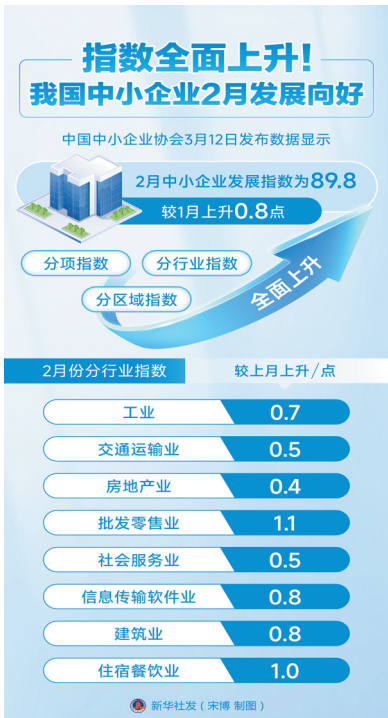 指数全面上升!
我国中小企业2月发展向好
中国中小企业协会3月12日发布数据显示
2月中小企业发展指数为89.8
较1月上升0.8点
分项指数 分行业指数
分区域指数
全面上升
2月份分行业指数 较上月上升/点
工业 0.7
交通运输业 0.5
房地产业 0.4
批发零售业 1.1
社会服务业 0.5
信息传输软件业 0.8
建筑业 0.8
住宿餐饮业 1.0
新华社发(宋博 制图)